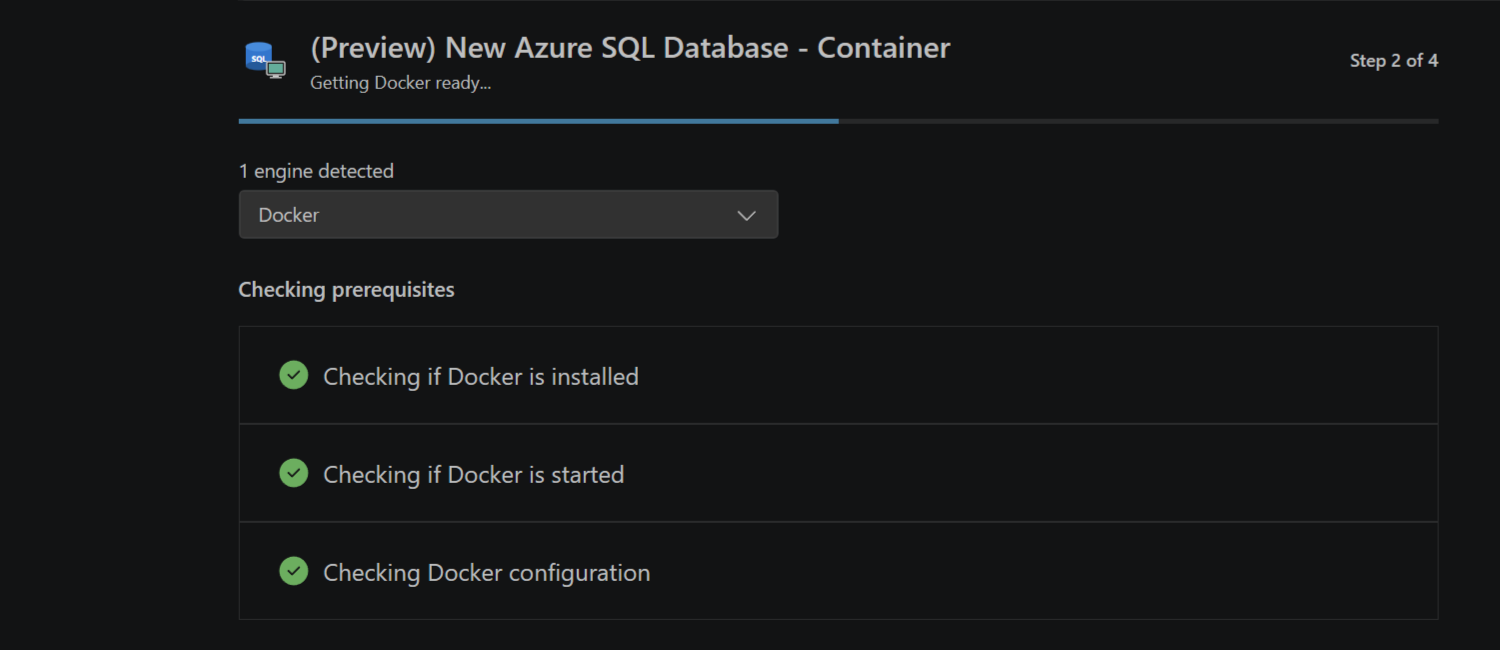 (Preview) New Azure SQL Database - Container
Getting Docker ready...
Step 2 of 4
SQL
1 engine detected
Docker
Checking prerequisites
Checking if Docker is installed
Checking if Docker is started
Checking Docker configuration